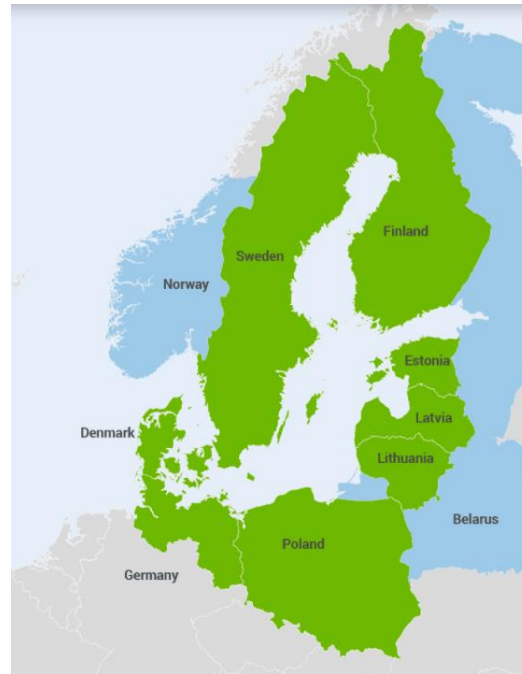 Finland
Sweden
Norway
Estonia
Latvia
Denmark
Lithuania
Belarus
Poland
Germany